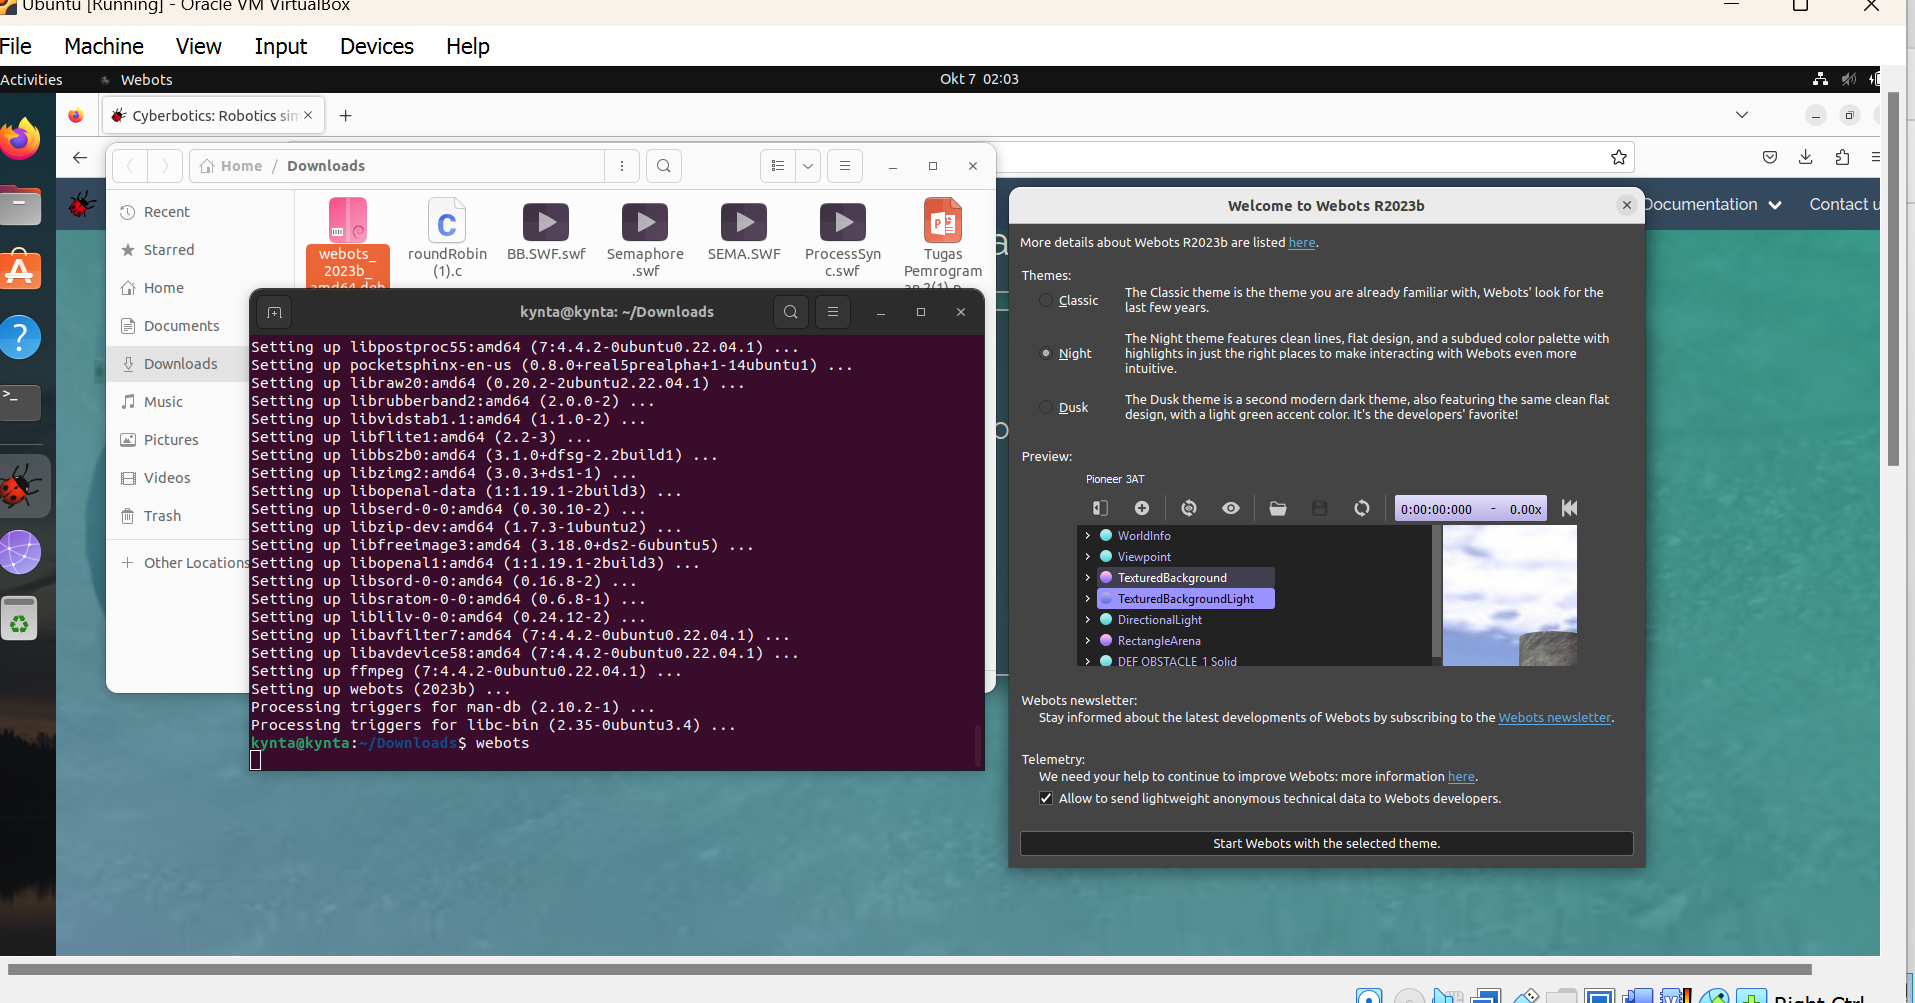 Ubuntu [Running] - Oracle VM VirtualBox
File Machine View Input Devices Help
Activities Webots Okt 7 02:03
Cyberbotics: Robotics sim
Home / Downloads
Documentation Contact u
Recent
Starred
Home
Documents
Downloads
Music
Pictures
Videos
Trash
Other Locations
webots_
2023b_
amd64.deb
roundRobin
(1).c
BB.SWF.swf
Semaphore
.swf
SEMA.SWF
ProcessSyn
c.swf
Tugas
Pemrogram
kynta@kynta: ~/Downloads
Setting up libpostproc55:amd64 (7:4.4.2-0ubuntu0.22.04.1) ...
Setting up pocketsphinx-en-us (0.8.0+real5prealpha+1-14ubuntu1) ...
Setting up libraw20:amd64 (0.20.2-2ubuntu2.22.04.1) ...
Setting up librubberband2:amd64 (2.0.0-2) ...
Setting up libvidstab1.1:amd64 (1.1.0-2) ...
Setting up libflite1:amd64 (2.2-3) ...
Setting up libbs2b0:amd64 (3.1.0+dfsg-2.2build1) ...
Setting up libzimg2:amd64 (3.0.3+ds1-1) ...
Setting up libopenal-data (1:1.19.1-2build3) ...
Setting up libserd-0-0:amd64 (0.30.10-2) ...
Setting up libzip-dev:amd64 (1.7.3-1ubuntu2) ...
Setting up libfreeimage3:amd64 (3.18.0+ds2-6ubuntu5) ...
Setting up libopenal1:amd64 (1:1.19.1-2build3) ...
Setting up libsord-0-0:amd64 (0.16.8-2) ...
Setting up libsratom-0-0:amd64 (0.6.8-1) ...
Setting up liblilv-0-0:amd64 (0.24.12-2) ...
Setting up libavfilter7:amd64 (7:4.4.2-0ubuntu0.22.04.1) ...
Setting up libavdevice58:amd64 (7:4.4.2-0ubuntu0.22.04.1) ...
Setting up ffmpeg (7:4.4.2-0ubuntu0.22.04.1) ...
Setting up webots (2023b) ...
Processing triggers for man-db (2.10.2-1) ...
Processing triggers for libc-bin (2.35-0ubuntu3.4) ...
kynta@kynta:~/Downloads$ webots
Welcome to Webots R2023b
More details about Webots R2023b are listed here.
Themes:
Classic
The Classic theme is the theme you are already familiar with, Webots' look for the
last few years.
Night
The Night theme features clean lines, flat design, and a subdued color palette with
highlights in just the right places to make interacting with Webots even more
intuitive.
Dusk
The Dusk theme is a second modern dark theme, also featuring the same clean flat
design, with a light green accent color. It's the developers' favorite!
Preview:
Pioneer 3AT
0:00:00:000 - 0.00x
WorldInfo
Viewpoint
TexturedBackground
TexturedBackgroundLight
DirectionalLight
RectangleArena
DEF OBSTACLE_1 Solid
Webots newsletter:
Stay informed about the latest developments of Webots by subscribing to the Webots newsletter.
Telemetry:
We need your help to continue to improve Webots: more information here.
Allow to send lightweight anonymous technical data to Webots developers.
Start Webots with the selected theme.
Right Ctrl